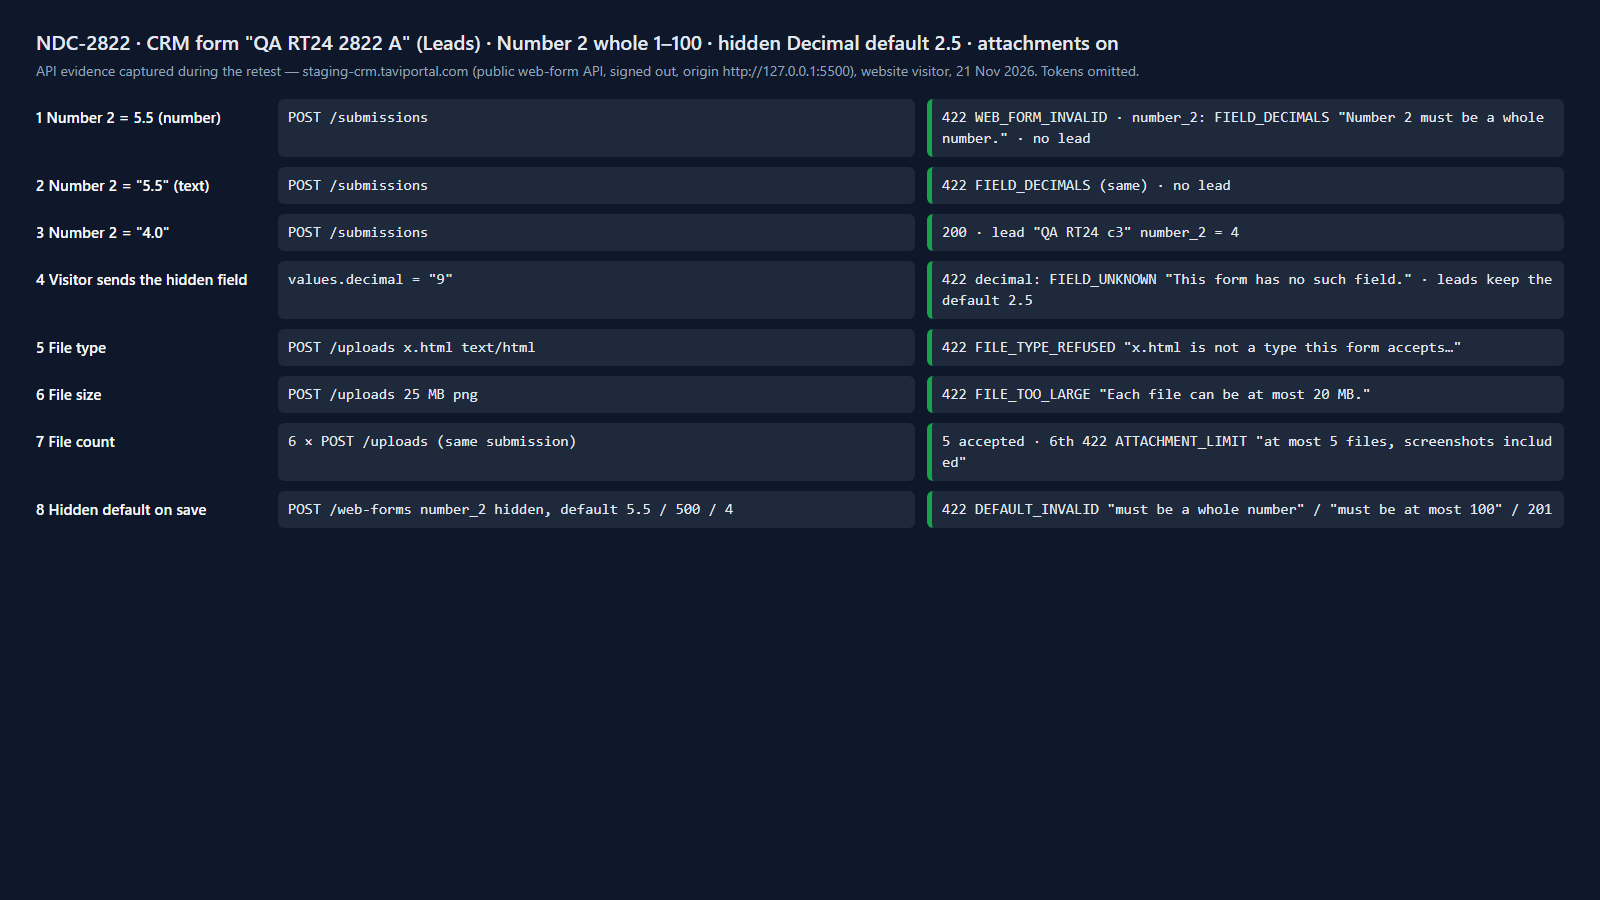 NDC-2822 · CRM form "QA RT24 2822 A" (Leads) · Number 2 whole 1–100 · hidden Decimal default 2.5 · attachments on
API evidence captured during the retest — staging-crm.taviportal.com (public web-form API, signed out, origin http://127.0.0.1:5500), website visitor, 21 Nov 2026. Tokens omitted.
1 Number 2 = 5.5 (number)
POST /submissions
422 WEB_FORM_INVALID · number_2: FIELD_DECIMALS "Number 2 must be a whole
number." · no lead
2 Number 2 = "5.5" (text)
POST /submissions
422 FIELD_DECIMALS (same) · no lead
3 Number 2 = "4.0"
POST /submissions
200 · lead "QA RT24 c3" number_2 = 4
4 Visitor sends the hidden field
values.decimal = "9"
422 decimal: FIELD_UNKNOWN "This form has no such field." · leads keep the
default 2.5
5 File type
POST /uploads x.html text/html
422 FILE_TYPE_REFUSED "x.html is not a type this form accepts…"
6 File size
POST /uploads 25 MB png
422 FILE_TOO_LARGE "Each file can be at most 20 MB."
7 File count
6 × POST /uploads (same submission)
5 accepted · 6th 422 ATTACHMENT_LIMIT "at most 5 files, screenshots includ
ed"
8 Hidden default on save
POST /web-forms number_2 hidden, default 5.5 / 500 / 4
422 DEFAULT_INVALID "must be a whole number" / "must be at most 100" / 201